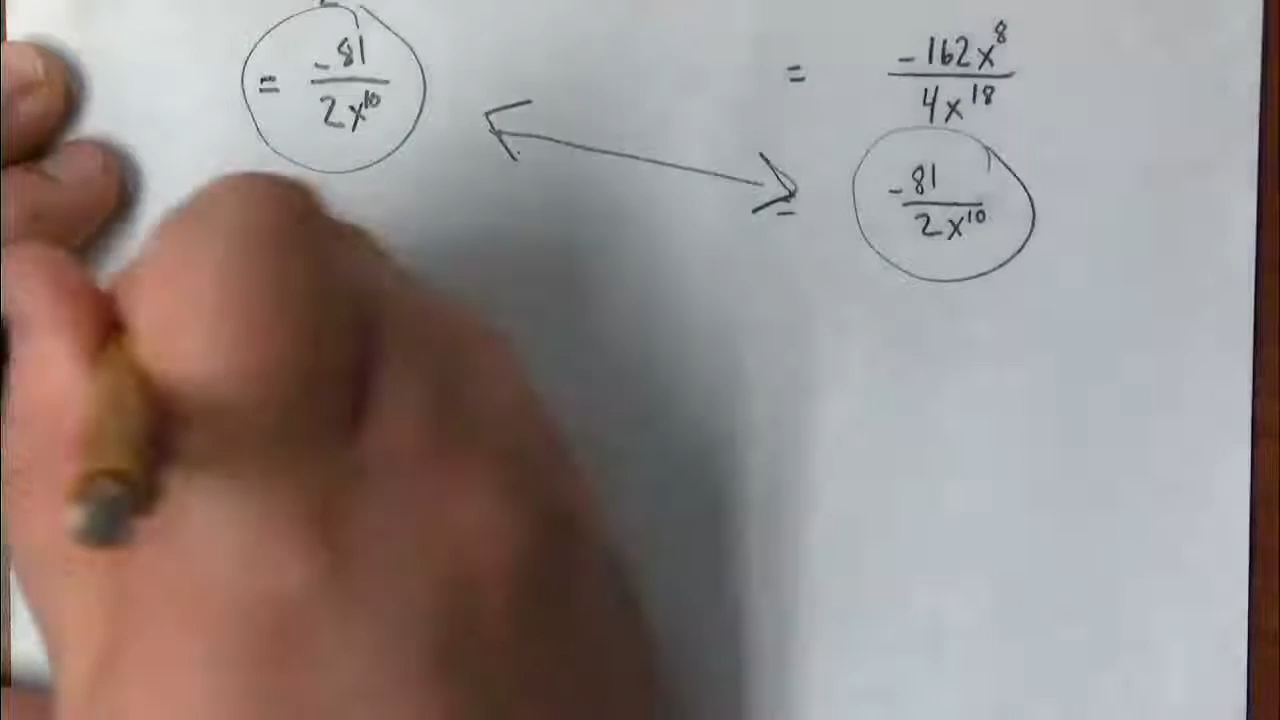 = -81/2x^10
= -162x^8/4x^18
= -81/2x^10